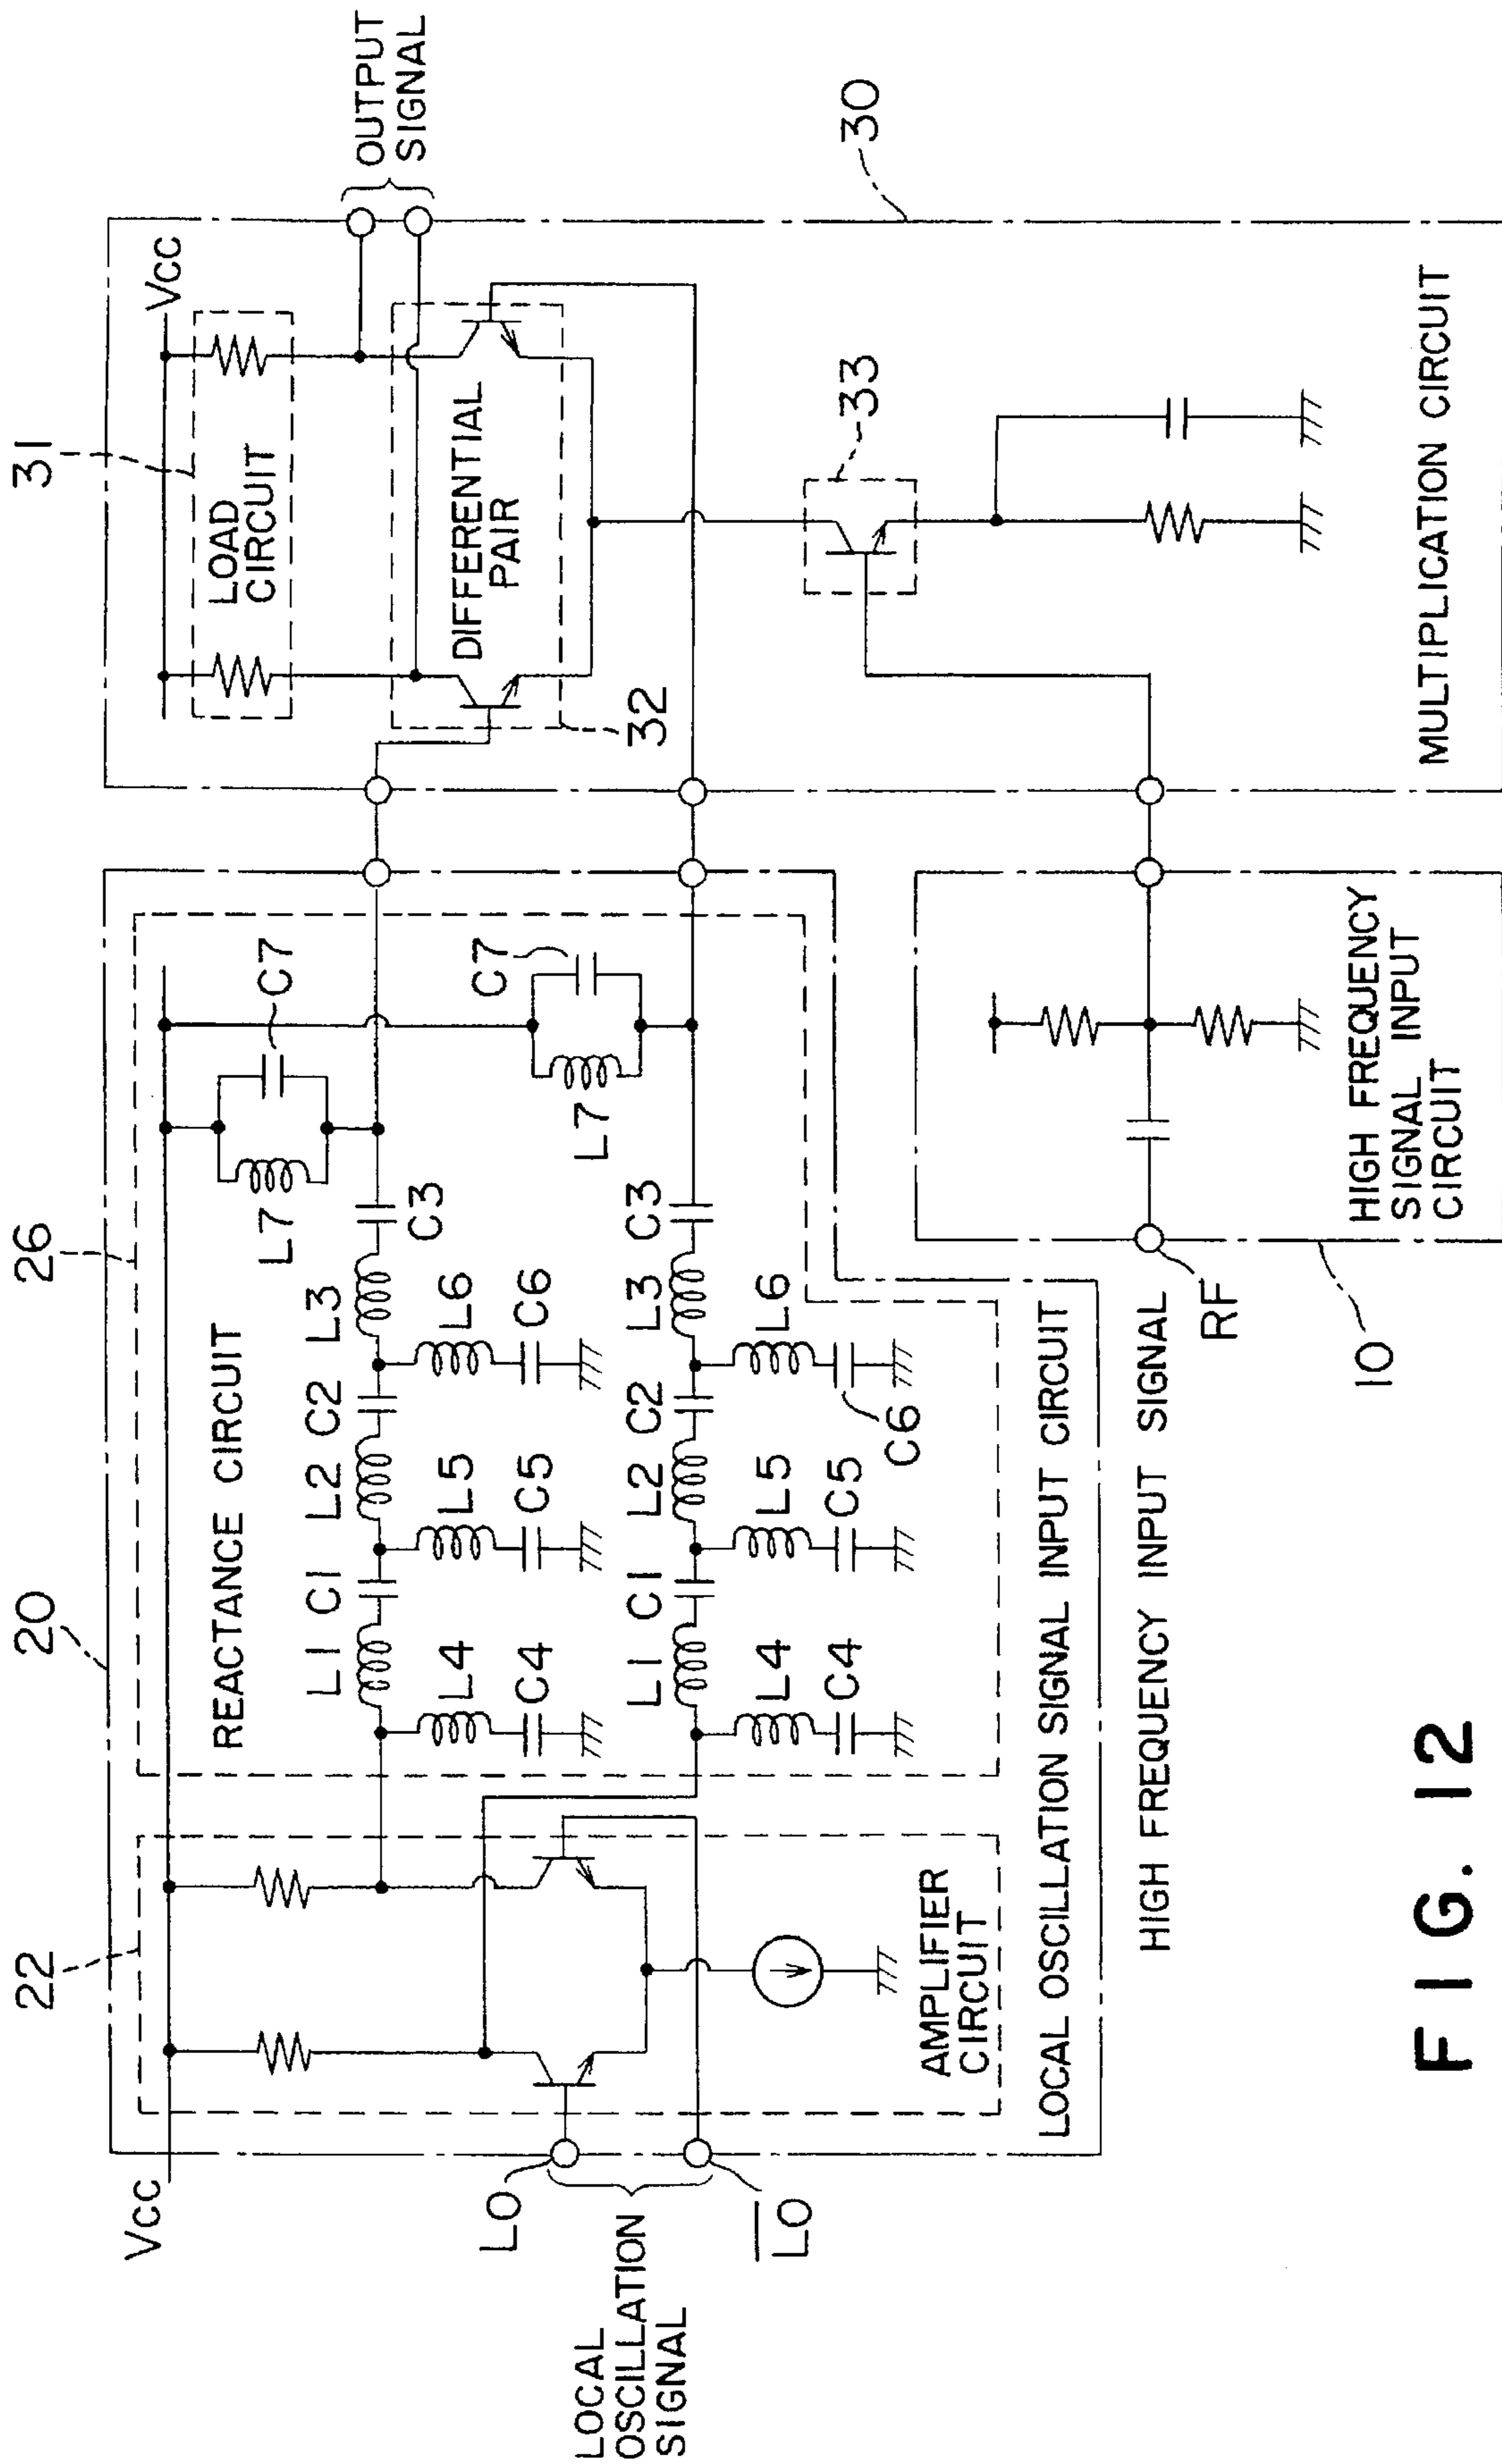 20
26
22
31
VCC
REACTANCE CIRCUIT
L7
C7
L1 C1
L2 C2
L3
C3
L4
C4
L5
C5
L6
C6
L7
C7
L1 C1
L2 C2
L3
C3
L4
C4
L5
C5
L6
C6
AMPLIFIER
CIRCUIT
LOCAL OSCILLATION SIGNAL INPUT CIRCUIT
LO
LO
LOCAL
OSCILLATION
SIGNAL
VCC
LOAD
CIRCUIT
OUTPUT
SIGNAL
DIFFERENTIAL
PAIR
32
33
30
MULTIPLICATION CIRCUIT
HIGH FREQUENCY INPUT SIGNAL
RF
10
HIGH FREQUENCY
SIGNAL INPUT
CIRCUIT
FIG. 12